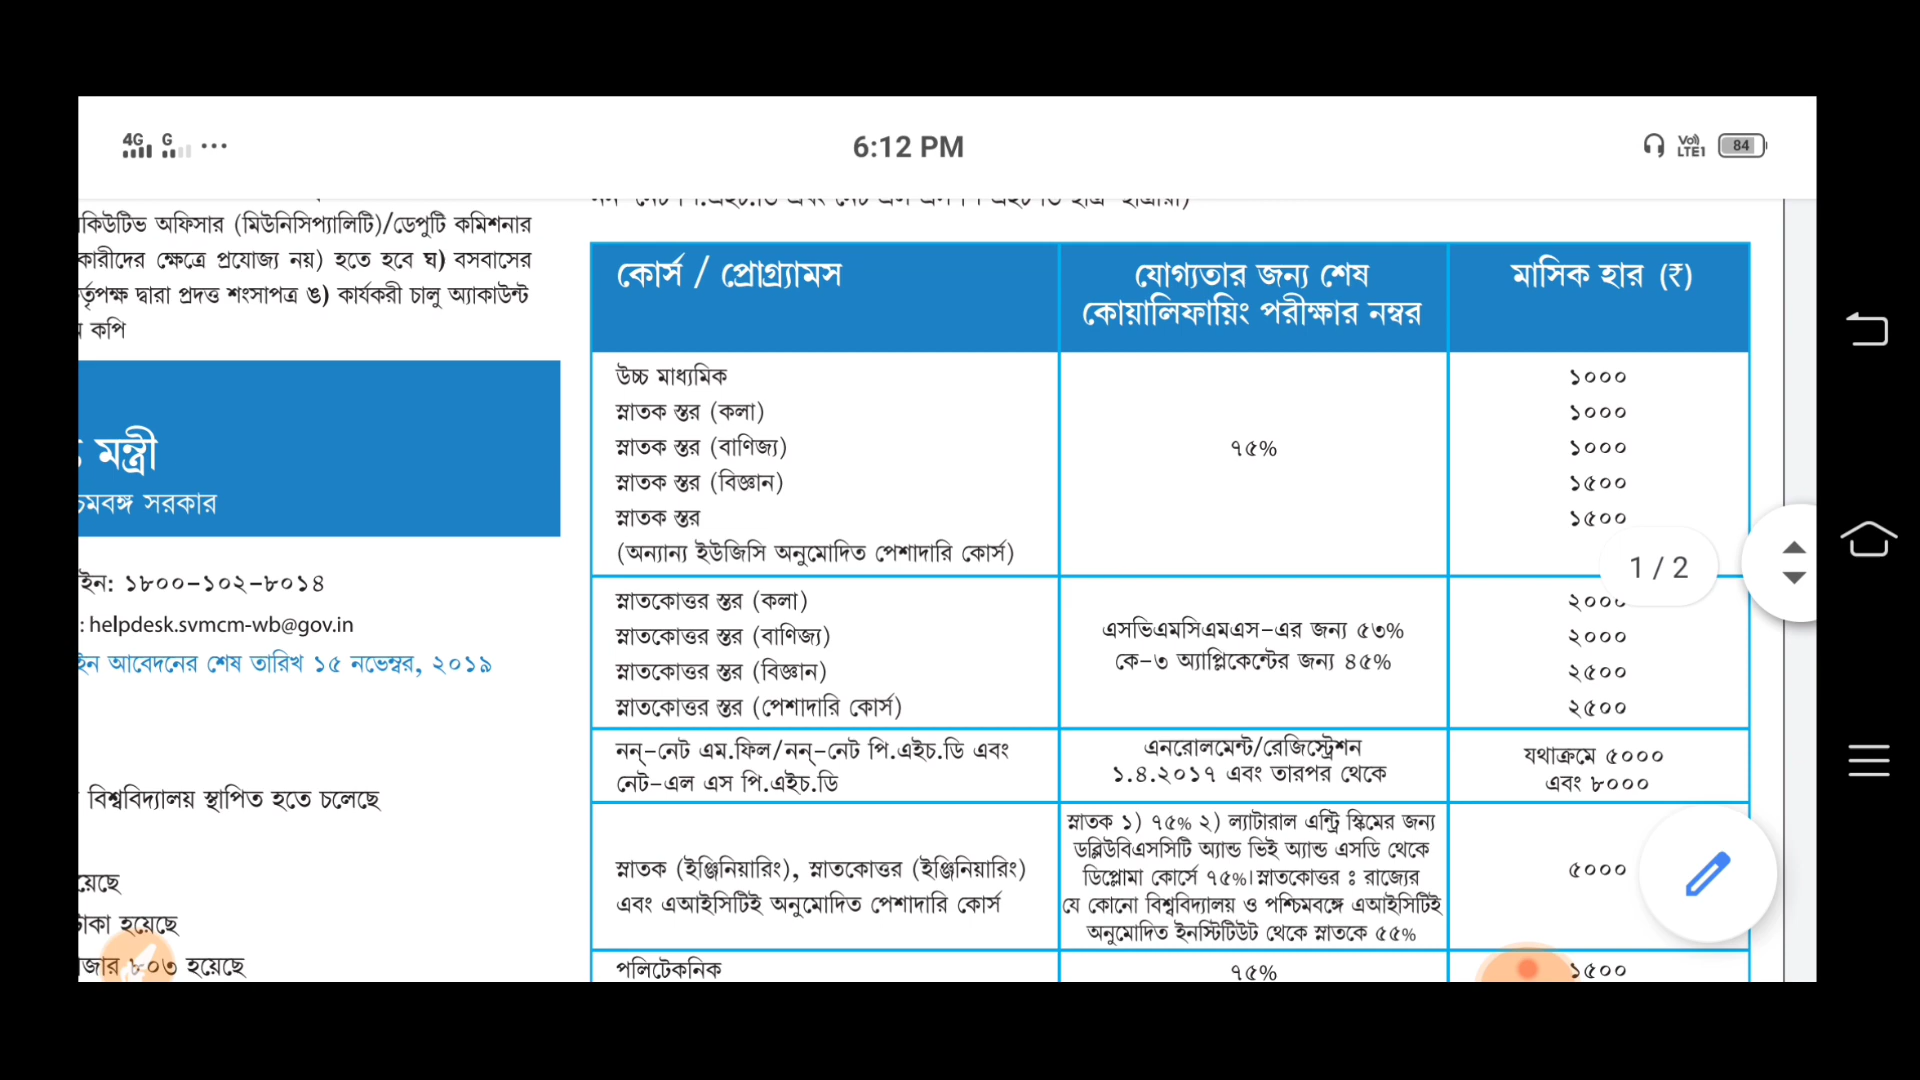 4G G ...
6:12 PM
Vo) LTE1 84
কিউটিভ অফিসার (মিউনিসিপ্যালিটি)/ডেপুটি কমিশনার
কারীদের ক্ষেত্রে প্রযোজ্য নয়) হতে হবে ঘ) বসবাসের
র্তৃপক্ষ দ্বারা প্রদত্ত শংসাপত্র ঙ) কার্যকরী চালু অ্যাকাউন্ট
কপি
মন্ত্রী
চমবঙ্গ সরকার
ইন: ১৮০০-১০২-৮০১৪
: helpdesk.svmcm-wb@gov.in
ইন আবেদনের শেষ তারিখ ১৫ নভেম্বর, ২০১৯
বিশ্ববিদ্যালয় স্থাপিত হতে চলেছে
য়েছে
টাকা হয়েছে
জার ৮০৩ হয়েছে
কোর্স / প্রোগ্র্যামস
যোগ্যতার জন্য শেষ
কোয়ালিফায়িং পরীক্ষার নম্বর
মাসিক হার (₹)
উচ্চ মাধ্যমিক ১০০০
স্নাতক স্তর (কলা) ১০০০
স্নাতক স্তর (বাণিজ্য) ৭৫% ১০০০
স্নাতক স্তর (বিজ্ঞান) ১৫০০
স্নাতক স্তর ১৫০০
(অন্যান্য ইউজিসি অনুমোদিত পেশাদারি কোর্স)
1 / 2
স্নাতকোত্তর স্তর (কলা) ২০০০
স্নাতকোত্তর স্তর (বাণিজ্য) ২০০০
স্নাতকোত্তর স্তর (বিজ্ঞান) ২৫০০
স্নাতকোত্তর স্তর (পেশাদারি কোর্স) ২৫০০
এসভিএমসিএমএস-এর জন্য ৫৩%
কে-৩ অ্যাপ্লিকেন্টের জন্য ৪৫%
নন্-নেট এম.ফিল/নন্-নেট পি.এইচ.ডি এবং
নেট-এল এস পি.এইচ.ডি
এনরোলমেন্ট/রেজিস্ট্রেশন
১.৪.২০১৭ এবং তারপর থেকে
যথাক্রমে ৫০০০
এবং ৮০০০
স্নাতক (ইঞ্জিনিয়ারিং), স্নাতকোত্তর (ইঞ্জিনিয়ারিং)
এবং এআইসিটিই অনুমোদিত পেশাদারি কোর্স
স্নাতক ১) ৭৫% ২) ল্যাটারাল এন্ট্রি স্কিমের জন্য
ডব্লিউবিএসসিটি অ্যান্ড ভিই অ্যান্ড এসডি থেকে
ডিপ্লোমা কোর্সে ৭৫%। স্নাতকোত্তর ঃ রাজ্যের
যে কোনো বিশ্ববিদ্যালয় ও পশ্চিমবঙ্গে এআইসিটিই
অনুমোদিত ইনস্টিটিউট থেকে স্নাতকে ৫৫%
৫০০০
পলিটেকনিক ৭৫% ১৫০০